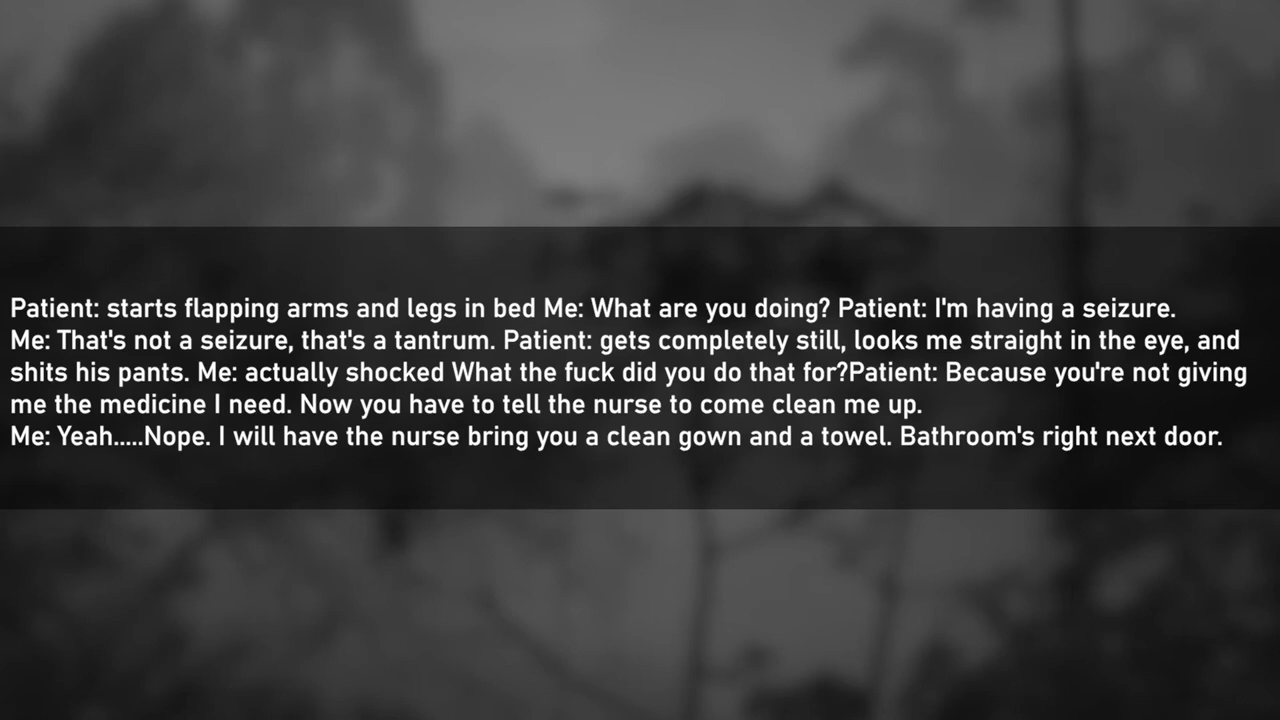 Patient: starts flapping arms and legs in bed Me: What are you doing? Patient: I'm having a seizure.
Me: That's not a seizure, that's a tantrum. Patient: gets completely still, looks me straight in the eye, and
shits his pants. Me: actually shocked What the fuck did you do that for?Patient: Because you're not giving
me the medicine I need. Now you have to tell the nurse to come clean me up.
Me: Yeah.....Nope. I will have the nurse bring you a clean gown and a towel. Bathroom's right next door.